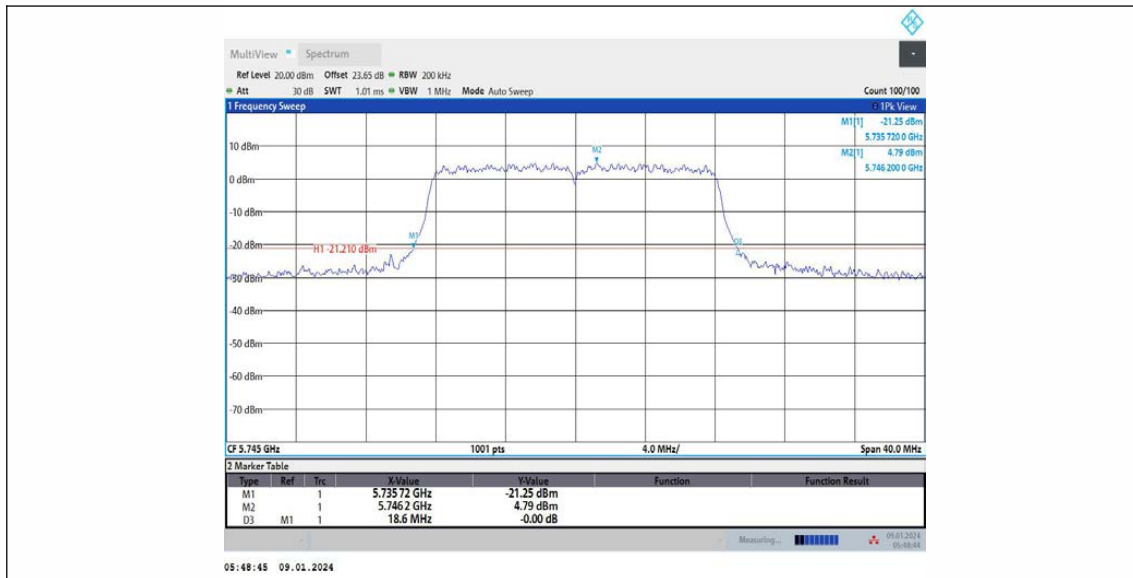 MultiView Spectrum
Ref Level 20.00 dBm Offset 23.65 dB RBW 200 kHz
Att 30 dB SWT 1.01 ms VBW 1 MHz Mode Auto Sweep Count 100/100
1 Frequency Sweep 1Pk View
M1[1] -21.25 dBm
5.735 720 0 GHz
10 dBm M2 M2[1] 4.79 dBm
5.746 200 0 GHz
0 dBm
-10 dBm
M1
-20 dBm H1 -21.210 dBm D3
-30 dBm
-40 dBm
-50 dBm
-60 dBm
-70 dBm
CF 5.745 GHz 1001 pts 4.0 MHz/ Span 40.0 MHz
2 Marker Table
Type Ref Trc X-Value Y-Value Function Function Result
M1 1 5.735 72 GHz -21.25 dBm
M2 1 5.746 2 GHz 4.79 dBm
D3 M1 1 18.6 MHz -0.00 dB
Measuring... 09.01.2024
05:48:44
05:48:45 09.01.2024